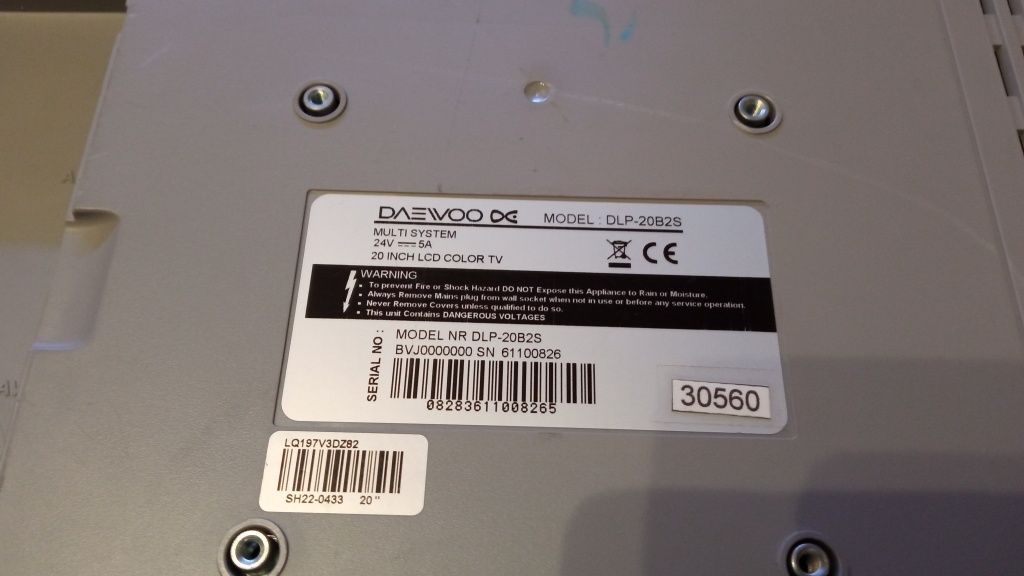 DAEWOO MODEL : DLP-20B2S
MULTI SYSTEM
24V 5A
20 INCH LCD COLOR TV
CE
WARNING
• To prevent Fire or Shock Hazard DO NOT Expose this Appliance to Rain or Moisture.
• Always Remove Mains plug from wall socket when not in use or before any service operation.
• Never Remove Covers unless qualified to do so.
• This unit Contains DANGEROUS VOLTAGES
SERIAL NO :
MODEL NR DLP-20B2S
BVJ0000000 SN 61100826
08283611008265
30560
LQ197V3DZ82
SH22-0433 20"